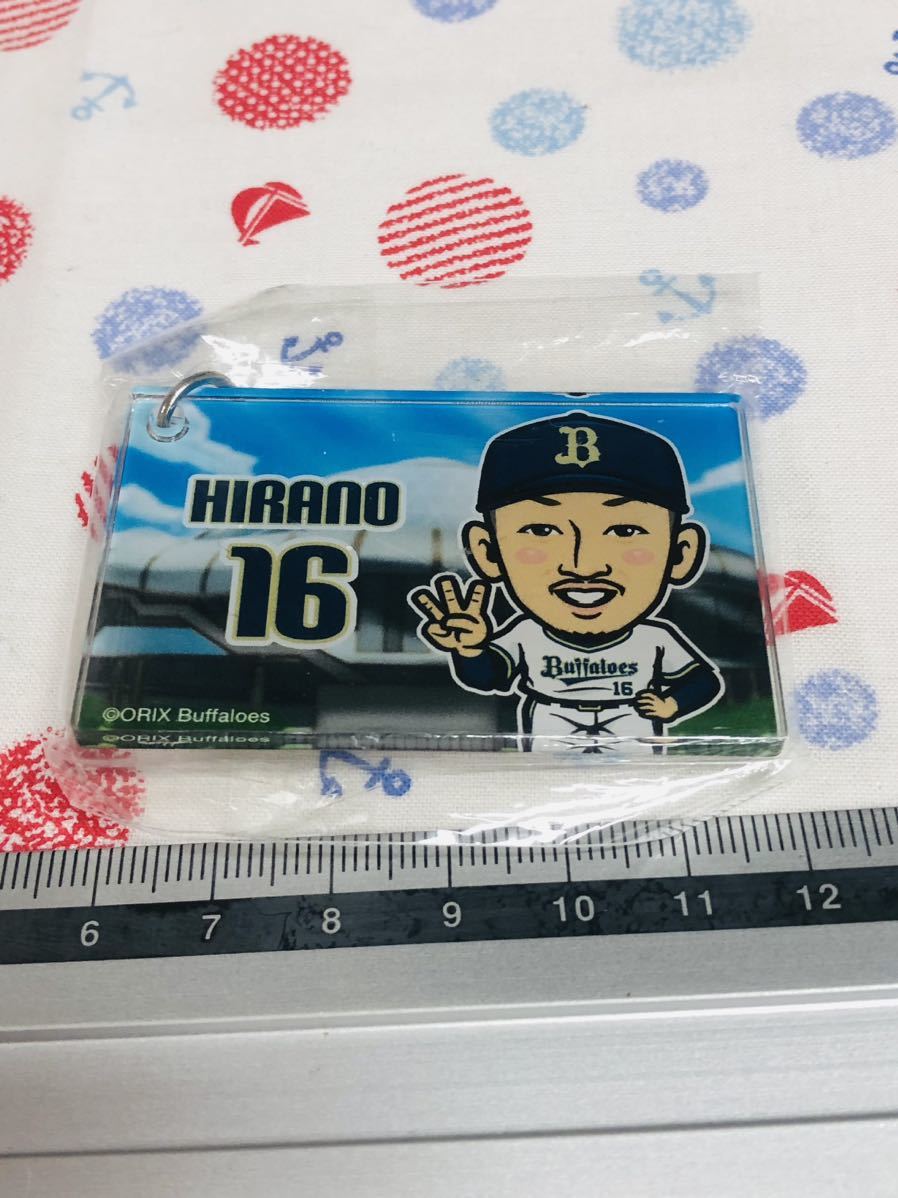 HIRANO
16
B
Buffaloes
16
©ORIX Buffaloes
©ORIX Buffaloes
6 7 8 9 10 11 12